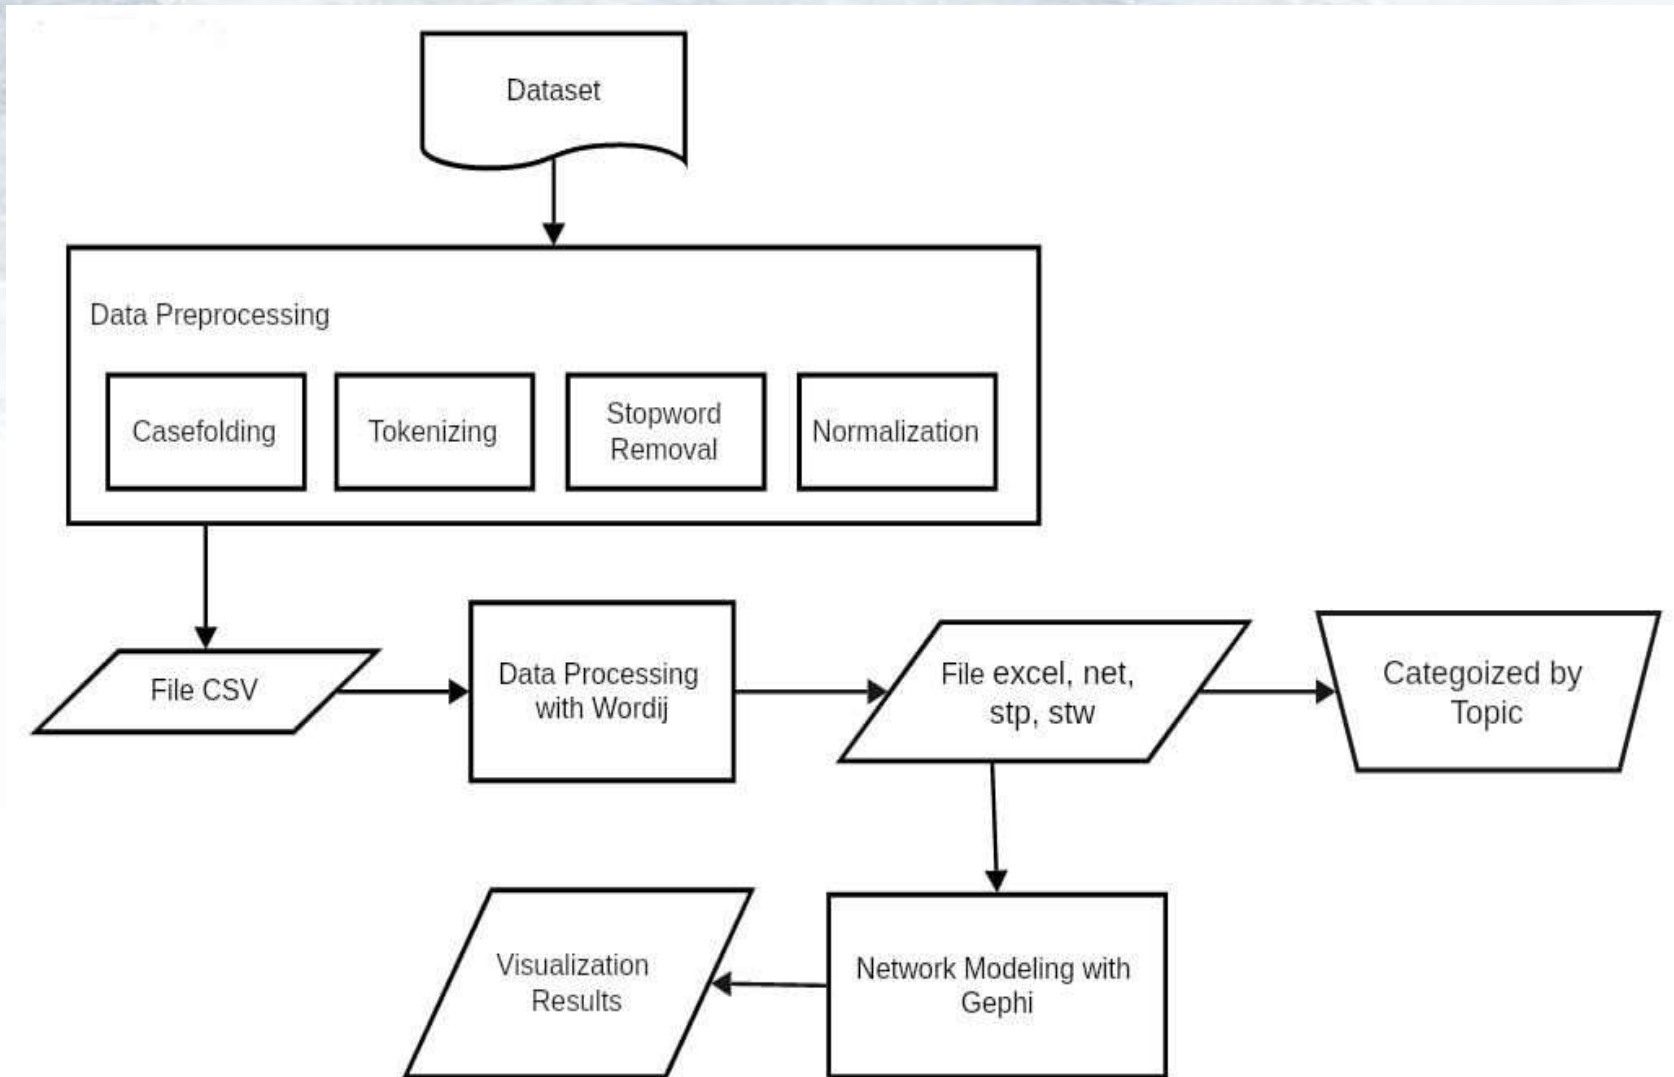 Dataset
Data Preprocessing
Casefolding
Tokenizing
Stopword
Removal
Normalization
File CSV
Data Processing
with Wordij
File excel, net,
stp, stw
Categoized by
Topic
Network Modeling with
Gephi
Visualization
Results